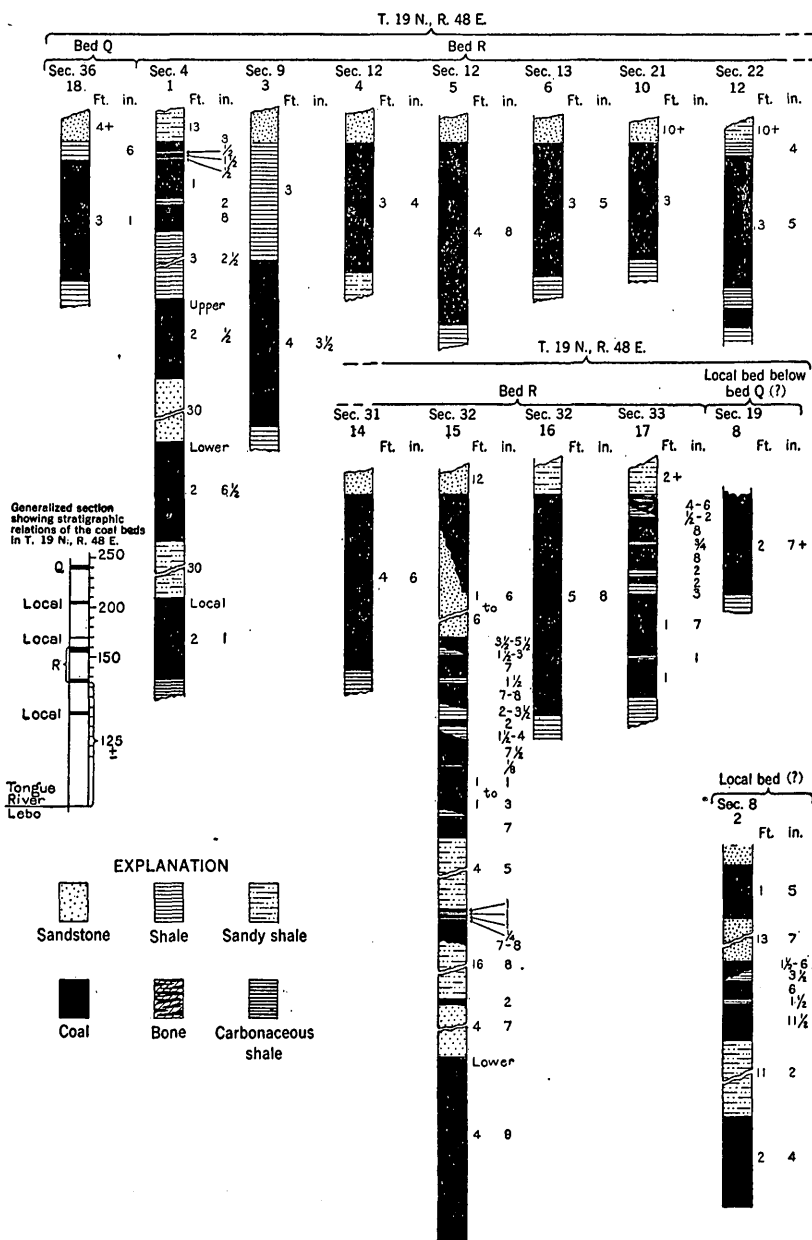 T. 19 N., R. 48 E.
Bed Q
Bed R
Sec. 36
18
Ft. in.
4+
6
3 1
Sec. 4
1
Ft. in.
13
3
½
1½
½
1
2
8
3 2½
Upper
2 ½
30
Lower
2 6½
30
Local
2 1
Sec. 9
3
Ft. in.
3
4 3½
Sec. 12
4
Ft. in.
3 4
Sec. 12
5
Ft. in.
4 8
Sec. 13
6
Ft. in.
3 5
Sec. 21
10
Ft. in.
10+
3
Sec. 22
12
Ft. in.
10+
4
3 5
T. 19 N., R. 48 E.
Bed R
Local bed below
bed Q (?)
Sec. 31
14
Ft. in.
4 6
Sec. 32
15
Ft. in.
12
1 6
to
6
3½-5½
1½-3
7
1½
7-8
2-3½
2
1½-4
7½
⅛
1 1
to
1 3
7
4 5
1
1
¼
7-8
16 8
2
4 7
Lower
4 9
Sec. 32
16
Ft. in.
5 8
Sec. 33
17
Ft. in.
2+
4-6
½-2
8
¾
8
2
2
3
1 7
1
1
Sec. 19
8
Ft. in.
2 7+
Local bed (?)
Sec. 8
2
Ft. in.
1 5
13 7
1½-6
3½
6
1½
11½
11 2
2 4
Generalized section
showing stratigraphic
relations of the coal beds
in T. 19 N., R. 48 E.
250
Q
Local
200
Local
R
150
Local
125
±
Tongue
River
Lebo
EXPLANATION
Sandstone
Shale
Sandy shale
Coal
Bone
Carbonaceous
shale